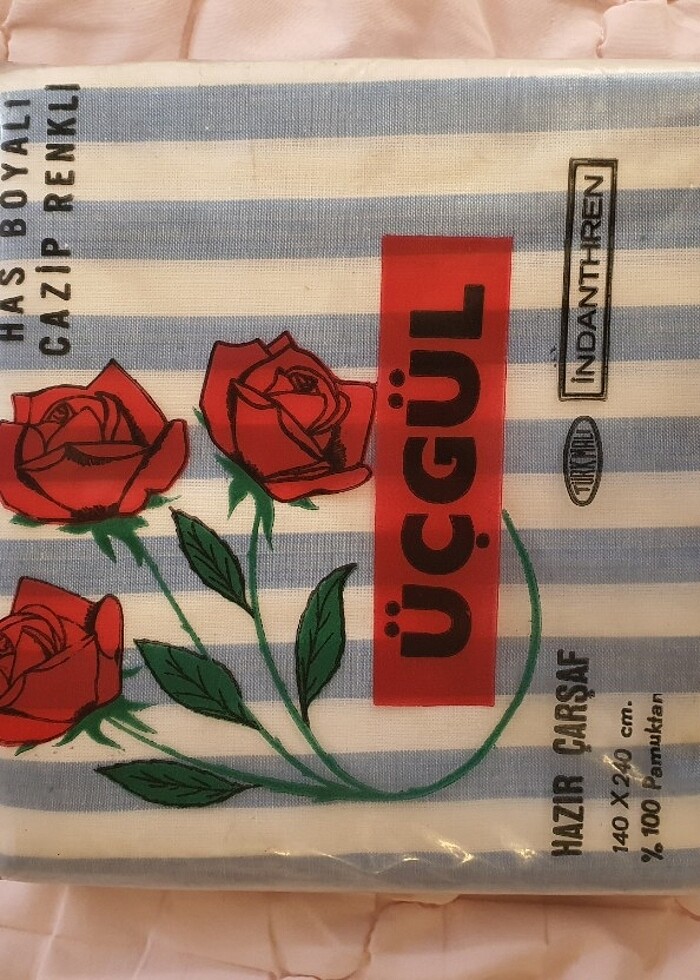 HAS BOYALI
CAZİP RENKLİ
ÜÇGÜL
İNDANTHREN
TÜRK MALI
HAZIR ÇARŞAF
140 X 240 cm.
% 100 Pamuktan